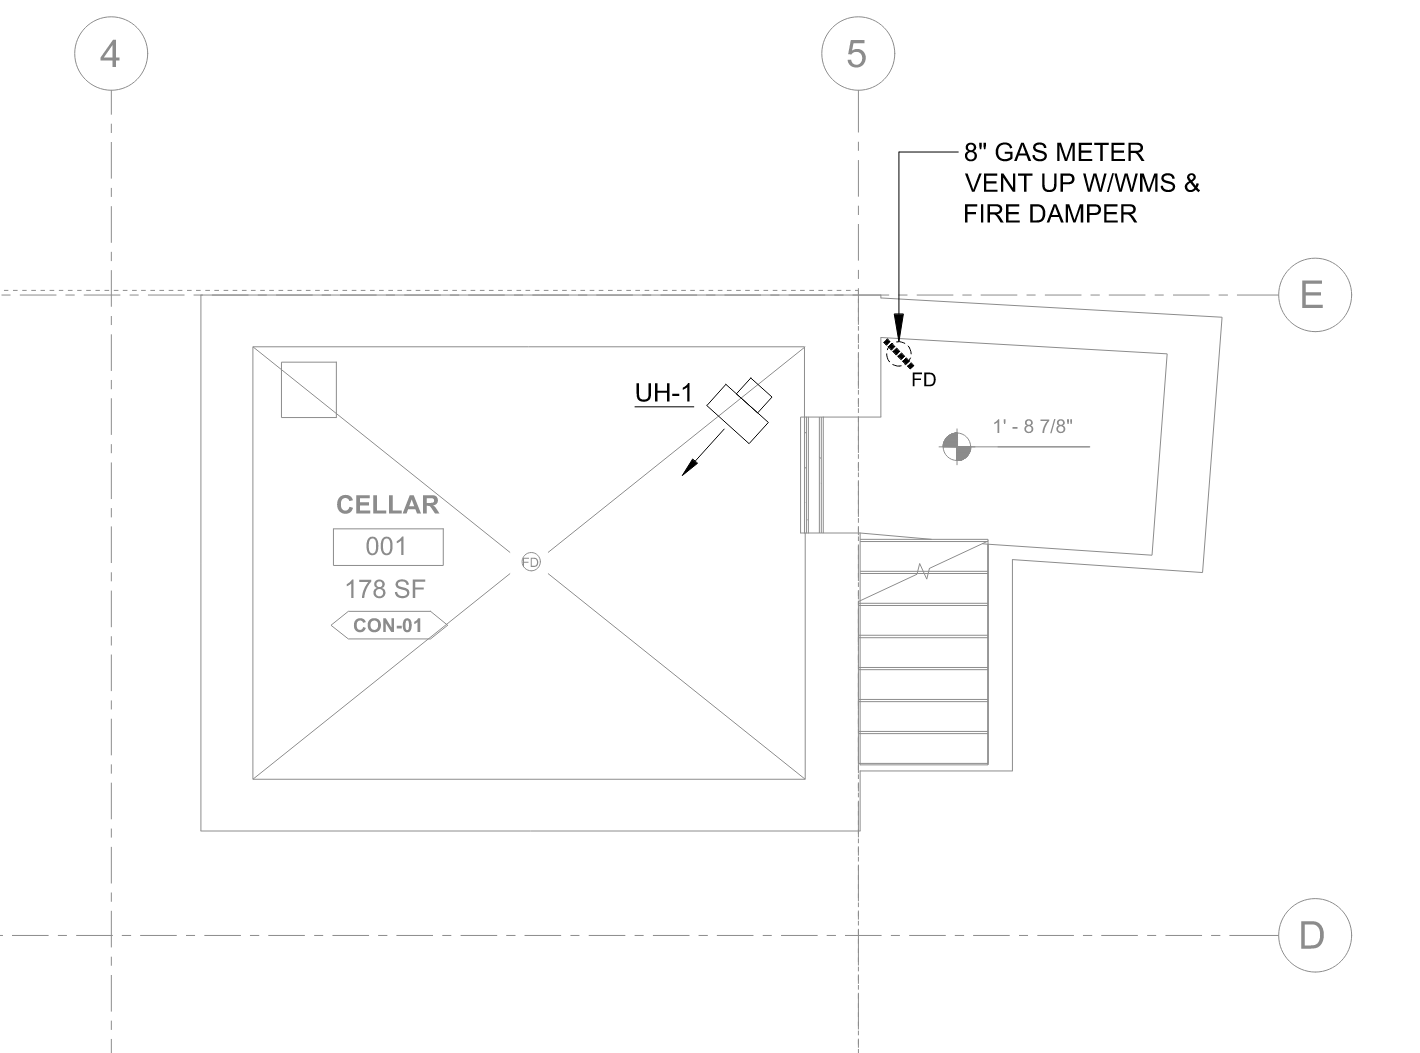 4
5
8" GAS METER
VENT UP W/WMS &
FIRE DAMPER
E
FD
UH-1
1' - 8 7/8"
CELLAR
001
FD
178 SF
CON-01
D